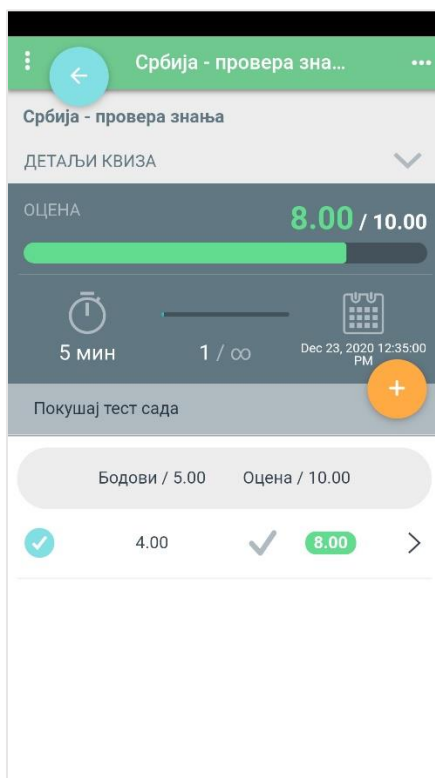 Србија - провера зна...
Србија - провера знања
ДЕТАЉИ КВИЗА
ОЦЕНА
8.00 / 10.00
5 мин
1 / ∞
Dec 23, 2020 12:35:00
PM
Покушај тест сада
Бодови / 5.00 Оцена / 10.00
4.00 8.00